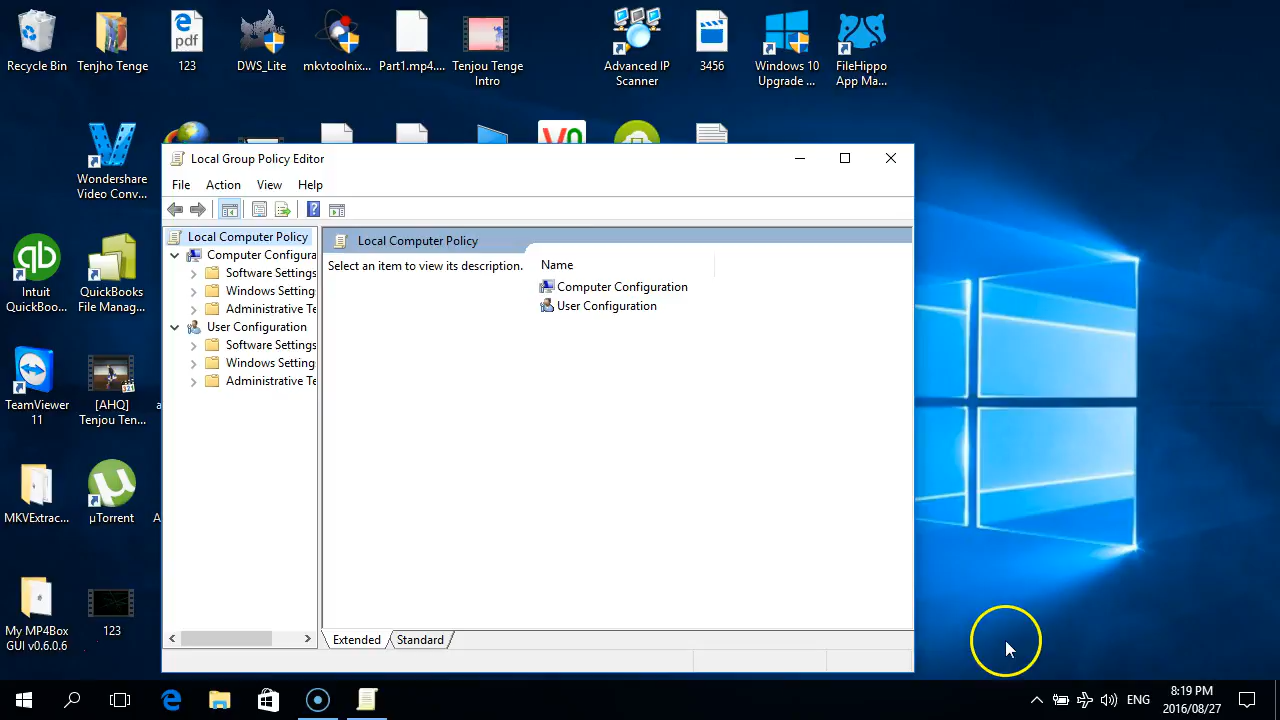 Recycle Bin
Tenjho Tenge
pdf
123
DWS_Lite
mkvtoolnix...
Part1.mp4....
Tenjou Tenge
Intro
Advanced IP
Scanner
3456
Windows 10
Upgrade ...
FileHippo
App Ma...
Wondershare
Video Conv...
Intuit
QuickBoo...
QuickBooks
File Manag...
TeamViewer
11
[AHQ]
Tenjou Ten...
MKVExtrac...
µTorrent
My MP4Box
GUI v0.6.0.6
123
Local Group Policy Editor
File
Action
View
Help
Local Computer Policy
Computer Configura
Software Settings
Windows Setting
Administrative Te
User Configuration
Software Settings
Windows Setting
Administrative Te
Local Computer Policy
Select an item to view its description.
Name
Computer Configuration
User Configuration
Extended
Standard
ENG
8:19 PM
2016/08/27